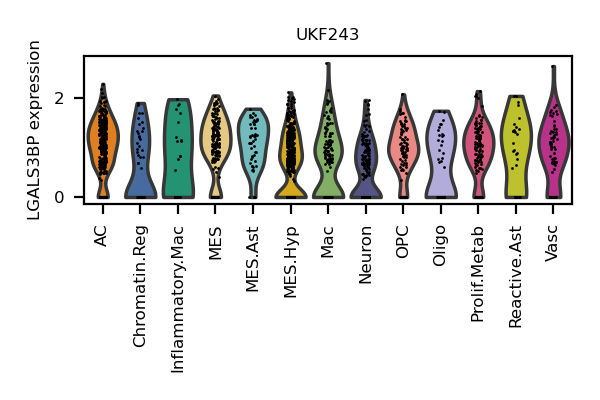 UKF243
LGALS3BP expression
2
0
AC
Chromatin.Reg
Inflammatory.Mac
MES
MES.Ast
MES.Hyp
Mac
Neuron
OPC
Oligo
Prolif.Metab
Reactive.Ast
Vasc